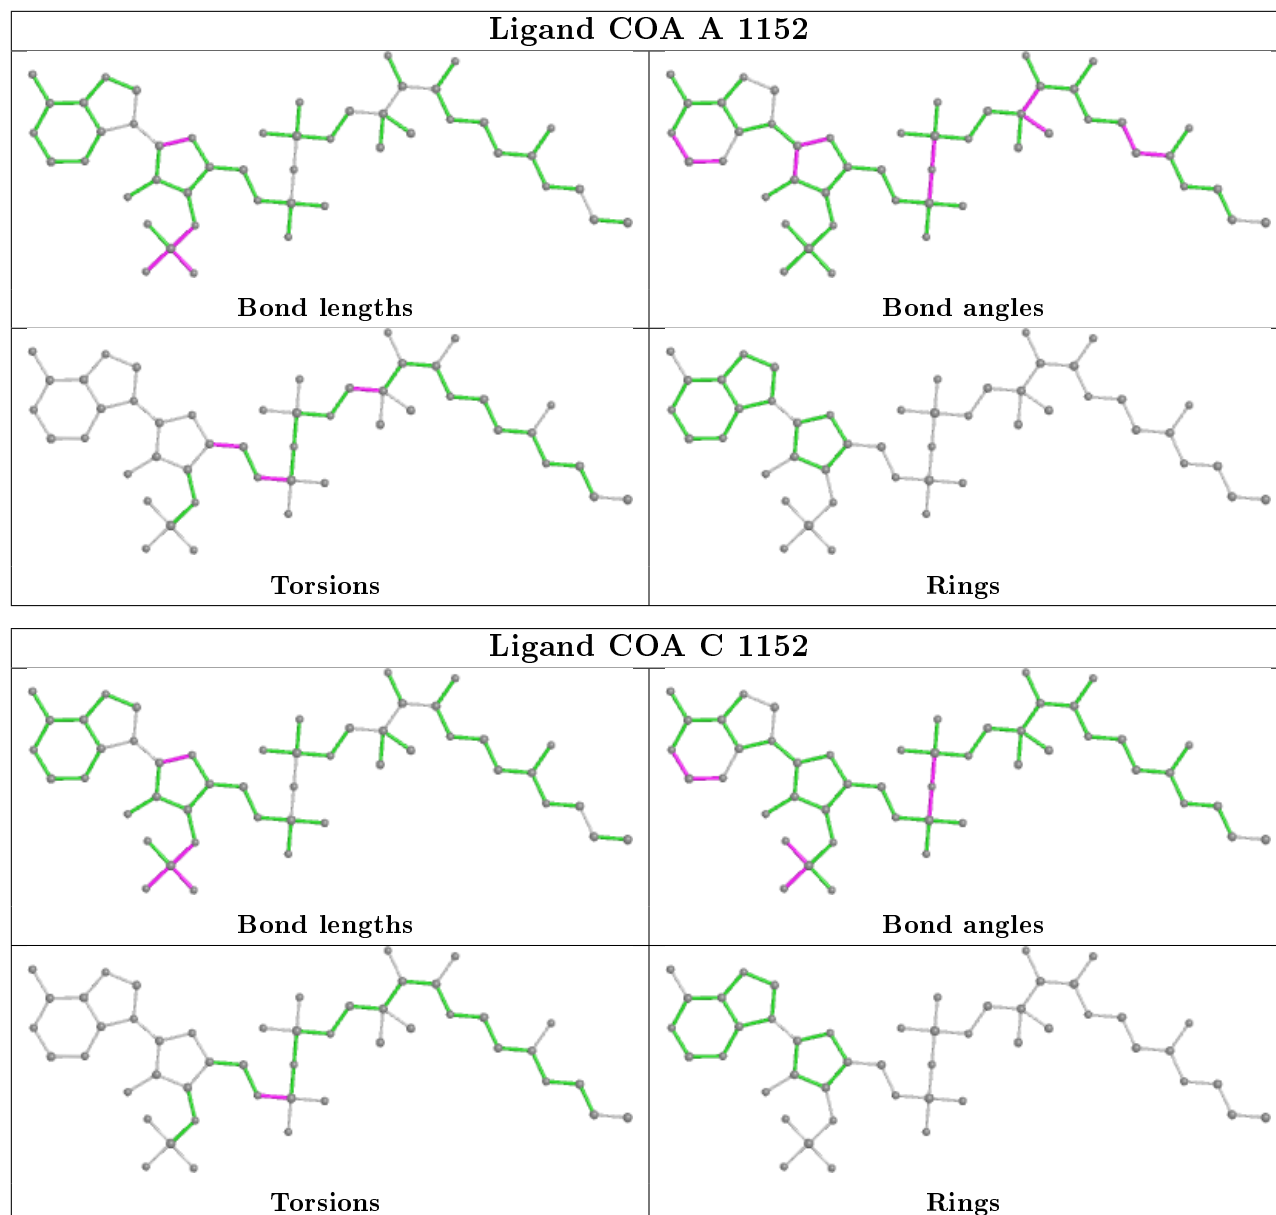 Ligand COA A 1152
Bond lengths
Bond angles
Torsions
Rings
Ligand COA C 1152
Bond lengths
Bond angles
Torsions
Rings